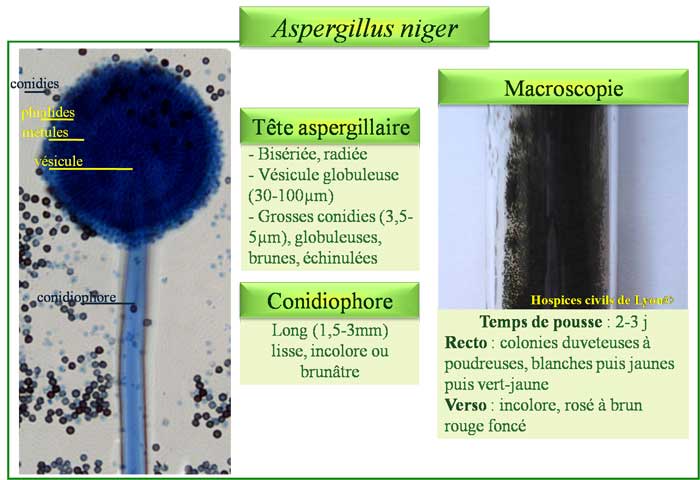 Aspergillus niger
conidies
phialides
métules
vésicule
conidiophore
Tête aspergillaire
- Bisériée, radiée
- Vésicule globuleuse
(30-100µm)
- Grosses conidies (3,5-
5µm), globuleuses,
brunes, échinulées
Conidiophore
Long (1,5-3mm)
lisse, incolore ou
brunâtre
Macroscopie
Hospices civils de Lyon®
Temps de pousse : 2-3 j
Recto : colonies duveteuses à
poudreuses, blanches puis jaunes
puis vert-jaune
Verso : incolore, rosé à brun
rouge foncé